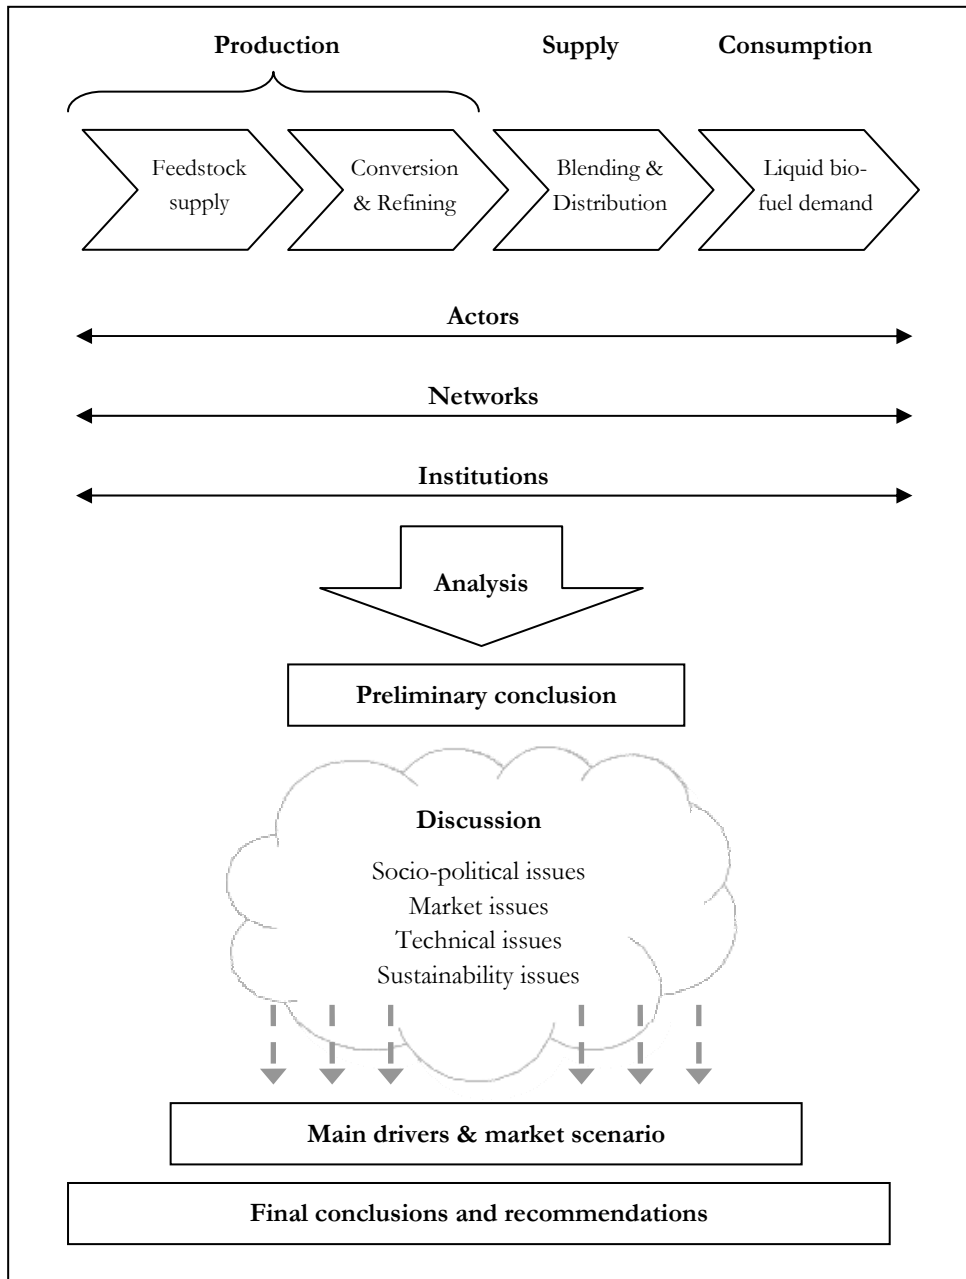 Production Supply Consumption
Feedstock
supply
Conversion
& Refining
Blending &
Distribution
Liquid bio-
fuel demand
Actors
Networks
Institutions
Analysis
Preliminary conclusion
Discussion
Socio-political issues
Market issues
Technical issues
Sustainability issues
Main drivers & market scenario
Final conclusions and recommendations